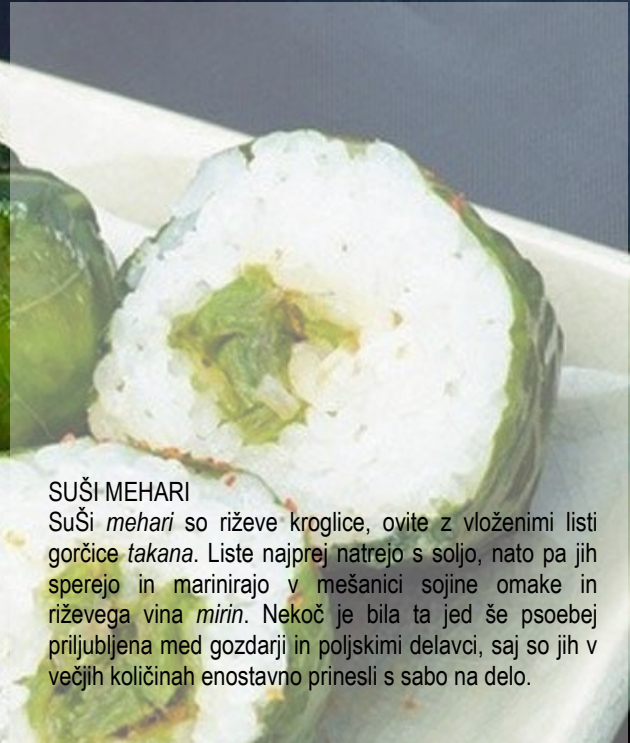 SUŠI MEHARI
SuŠi mehari so riževe kroglice, ovite z vloženimi listi
gorčice takana. Liste najprej natrejo s soljo, nato pa jih
sperejo in marinirajo v mešanici sojine omake in
riževega vina mirin. Nekoč je bila ta jed še psoebej
priljubljena med gozdarji in poljskimi delavci, saj so jih v
večjih količinah enostavno prinesli s sabo na delo.